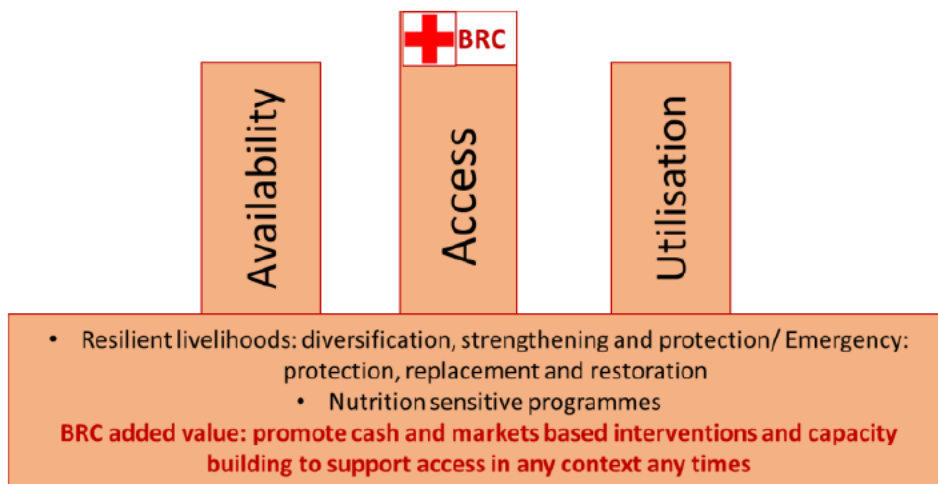 BRC
Availability
Access
Utilisation
• Resilient livelihoods: diversification, strengthening and protection/ Emergency:
protection, replacement and restoration
• Nutrition sensitive programmes
BRC added value: promote cash and markets based interventions and capacity
building to support access in any context any times